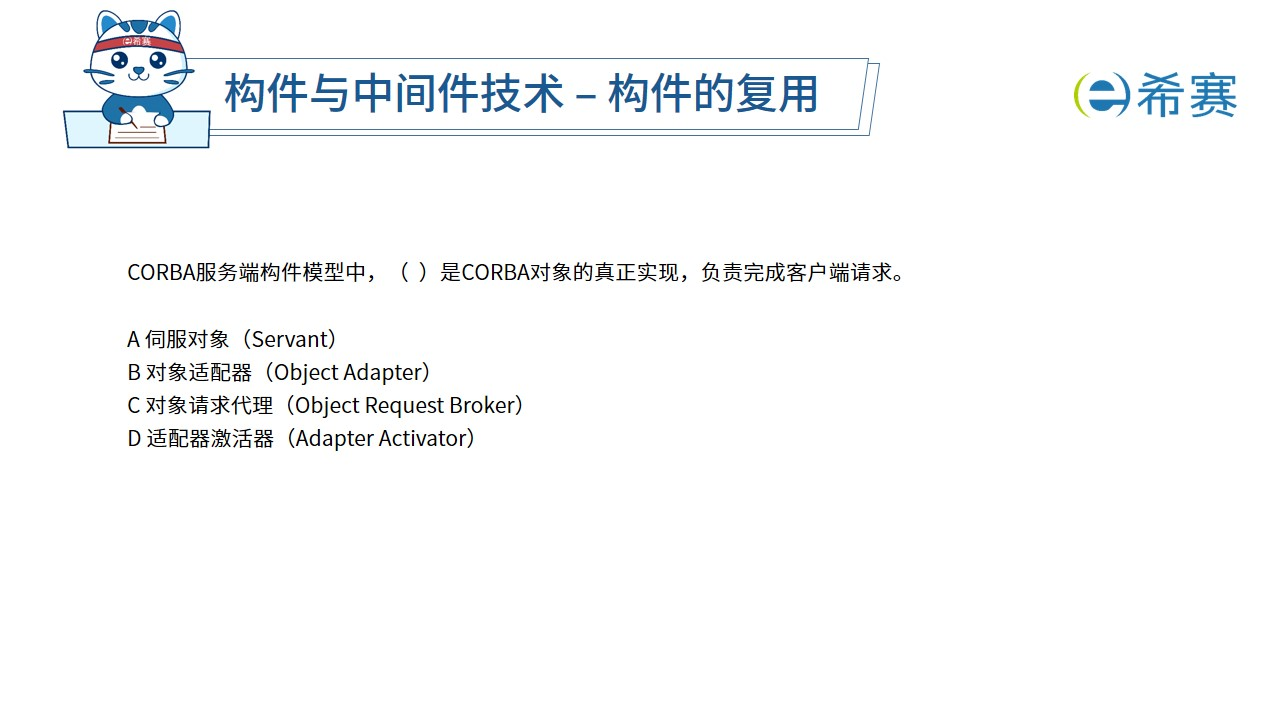 希赛
构件与中间件技术 – 构件的复用
希赛
CORBA服务端构件模型中，（ ）是CORBA对象的真正实现，负责完成客户端请求。
A 伺服对象（Servant）
B 对象适配器（Object Adapter）
C 对象请求代理（Object Request Broker）
D 适配器激活器（Adapter Activator）